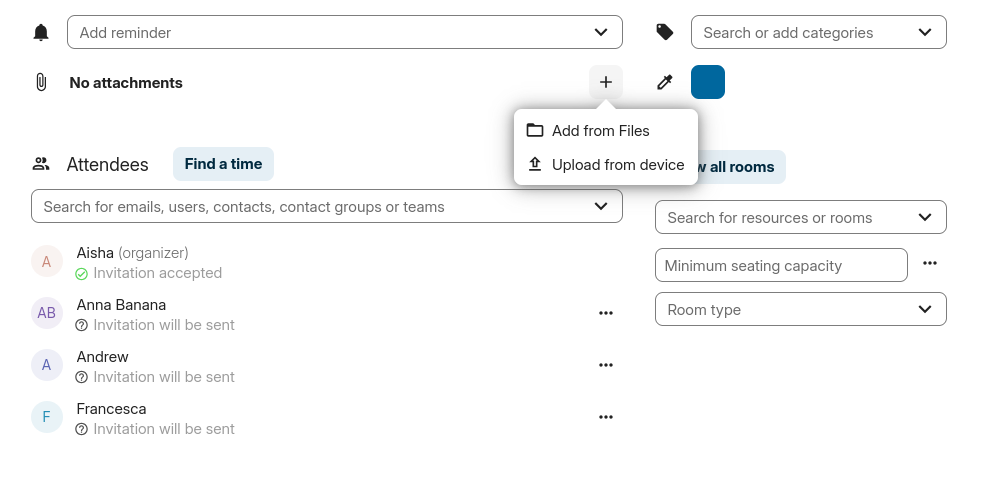 Add reminder
Search or add categories
No attachments
Add from Files
Upload from device
Attendees
Find a time
all rooms
Search for emails, users, contacts, contact groups or teams
Search for resources or rooms
A
Aisha (organizer)
Invitation accepted
Minimum seating capacity
AB
Anna Banana
Invitation will be sent
Room type
A
Andrew
Invitation will be sent
F
Francesca
Invitation will be sent